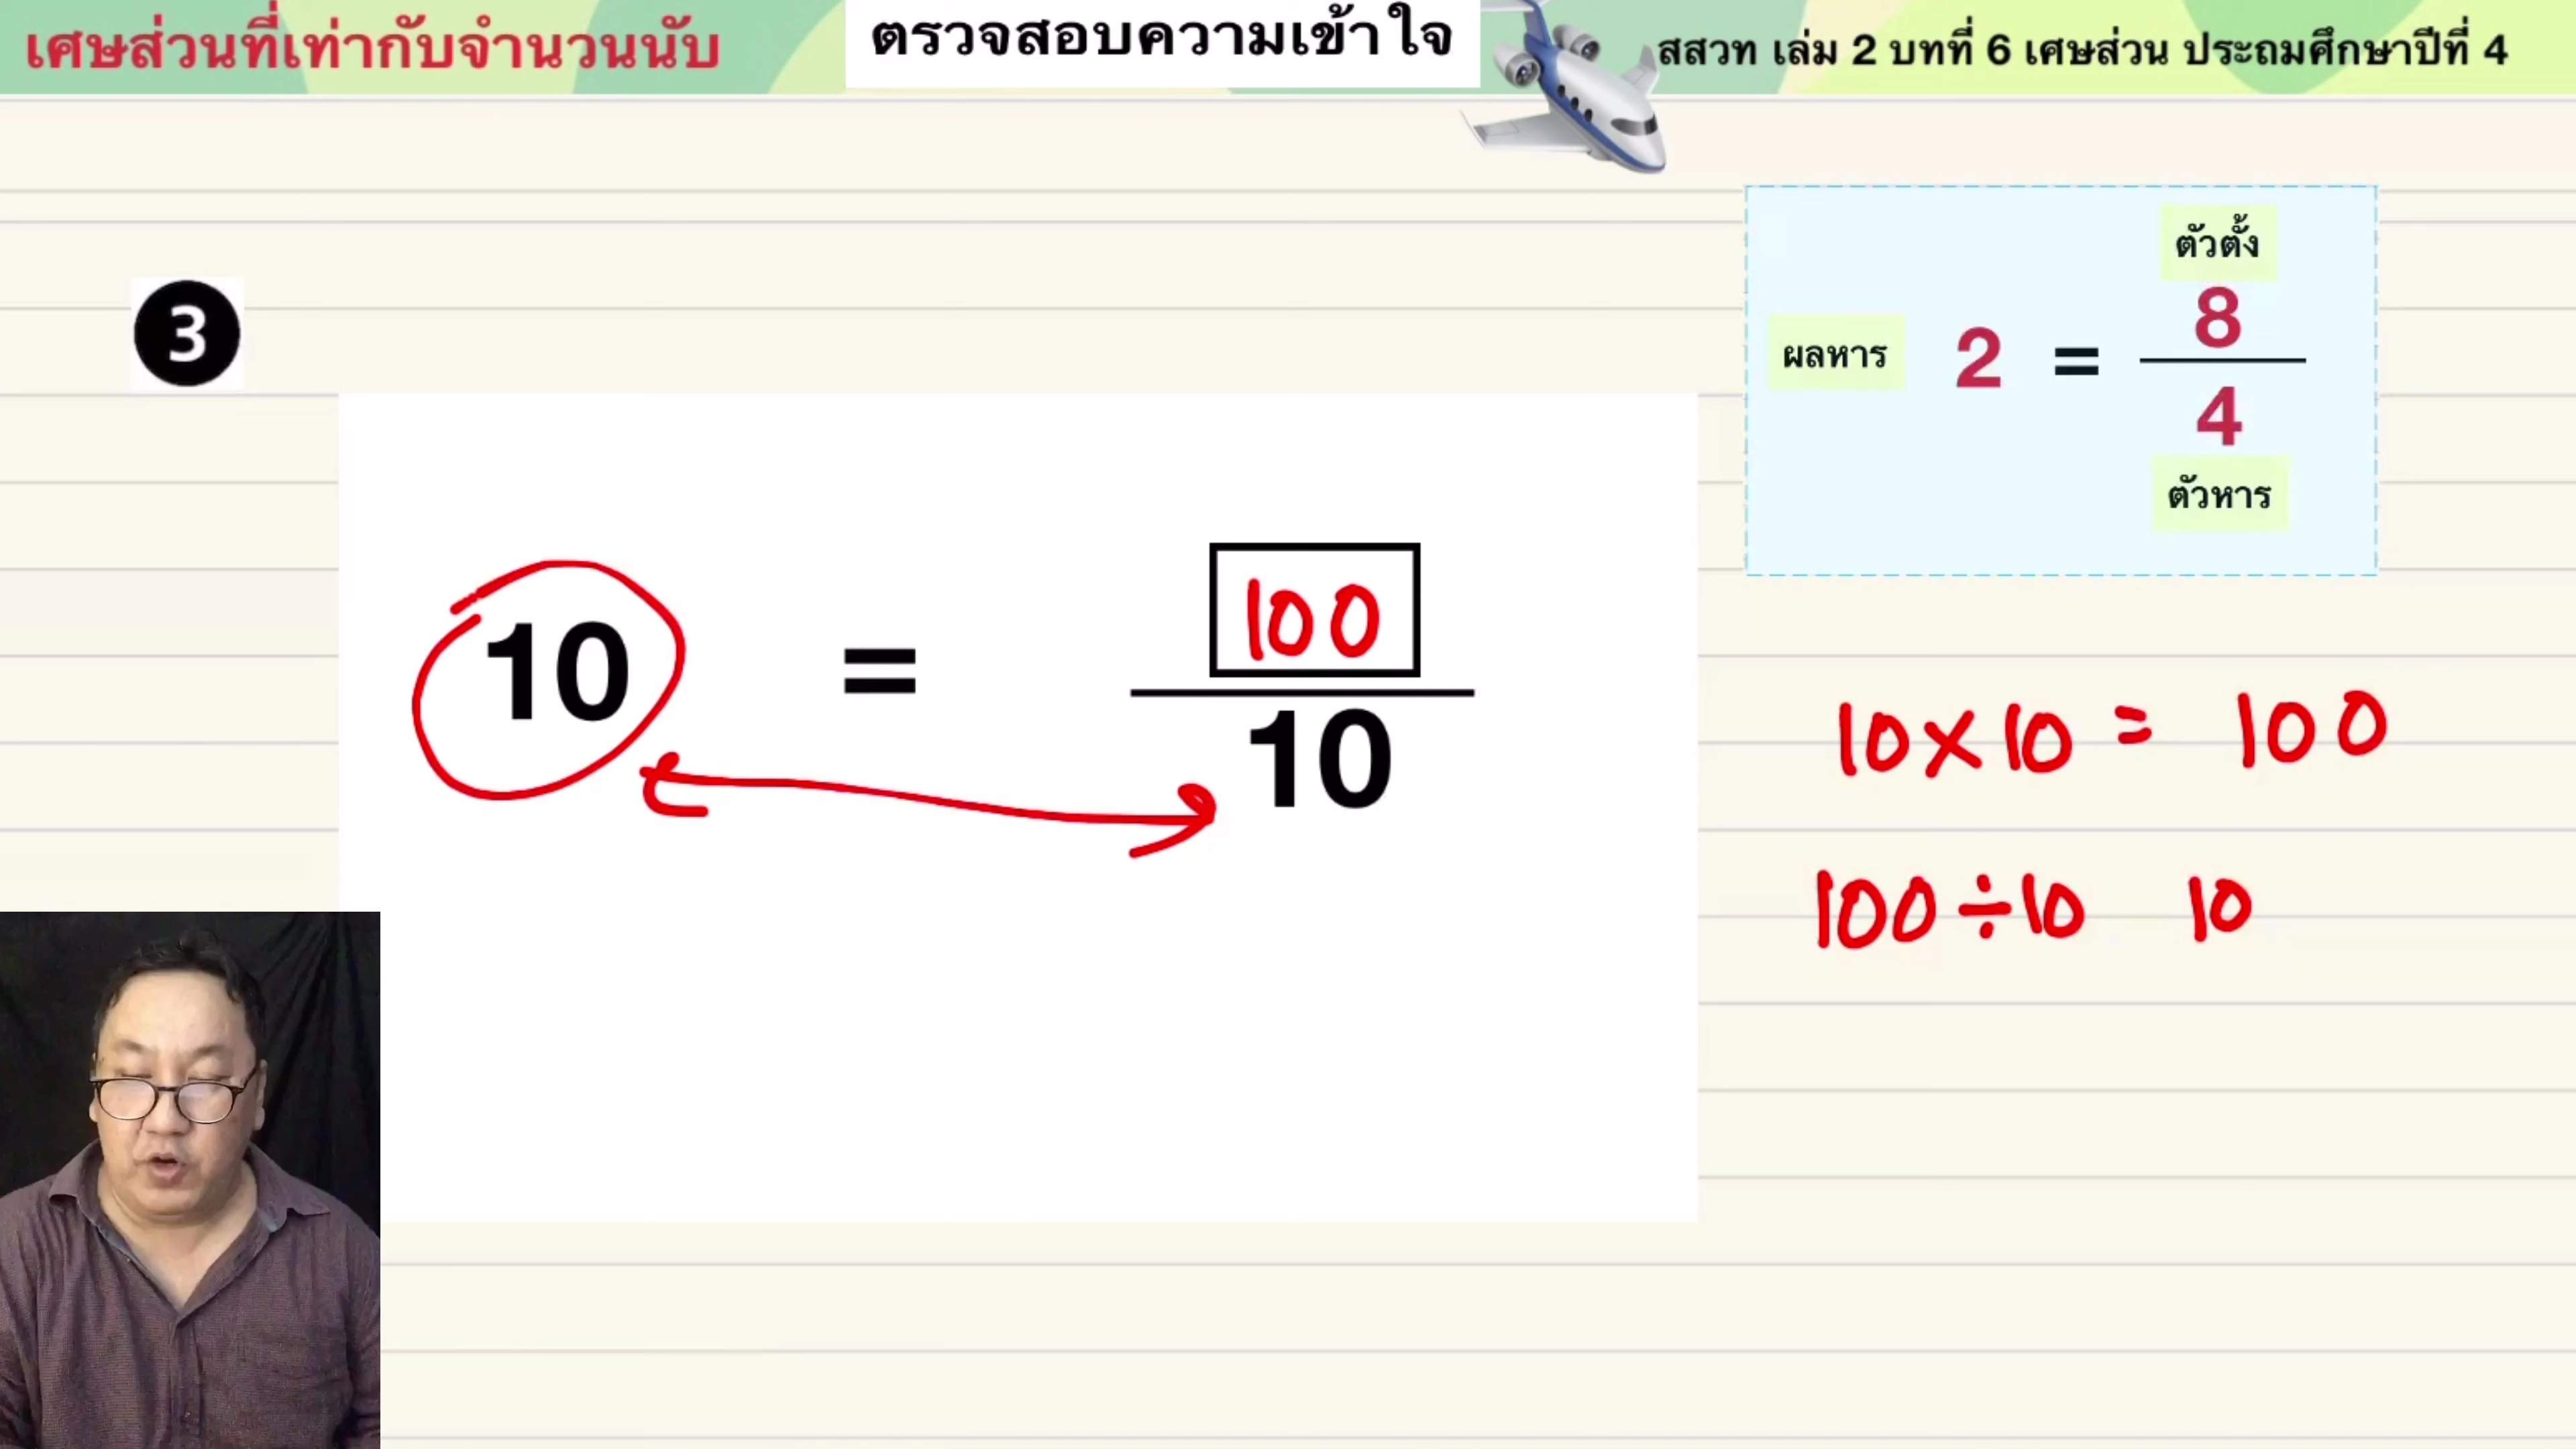 เศษส่วนที่เท่ากับจำนวนนับ
ตรวจสอบความเข้าใจ
สสวท เล่ม 2 บทที่ 6 เศษส่วน ประถมศึกษาปีที่ 4
3
ตัวตั้ง
8
ผลหาร 2 =
4
ตัวหาร
100
10 =
10
10 × 10 = 100
100 ÷ 10 10